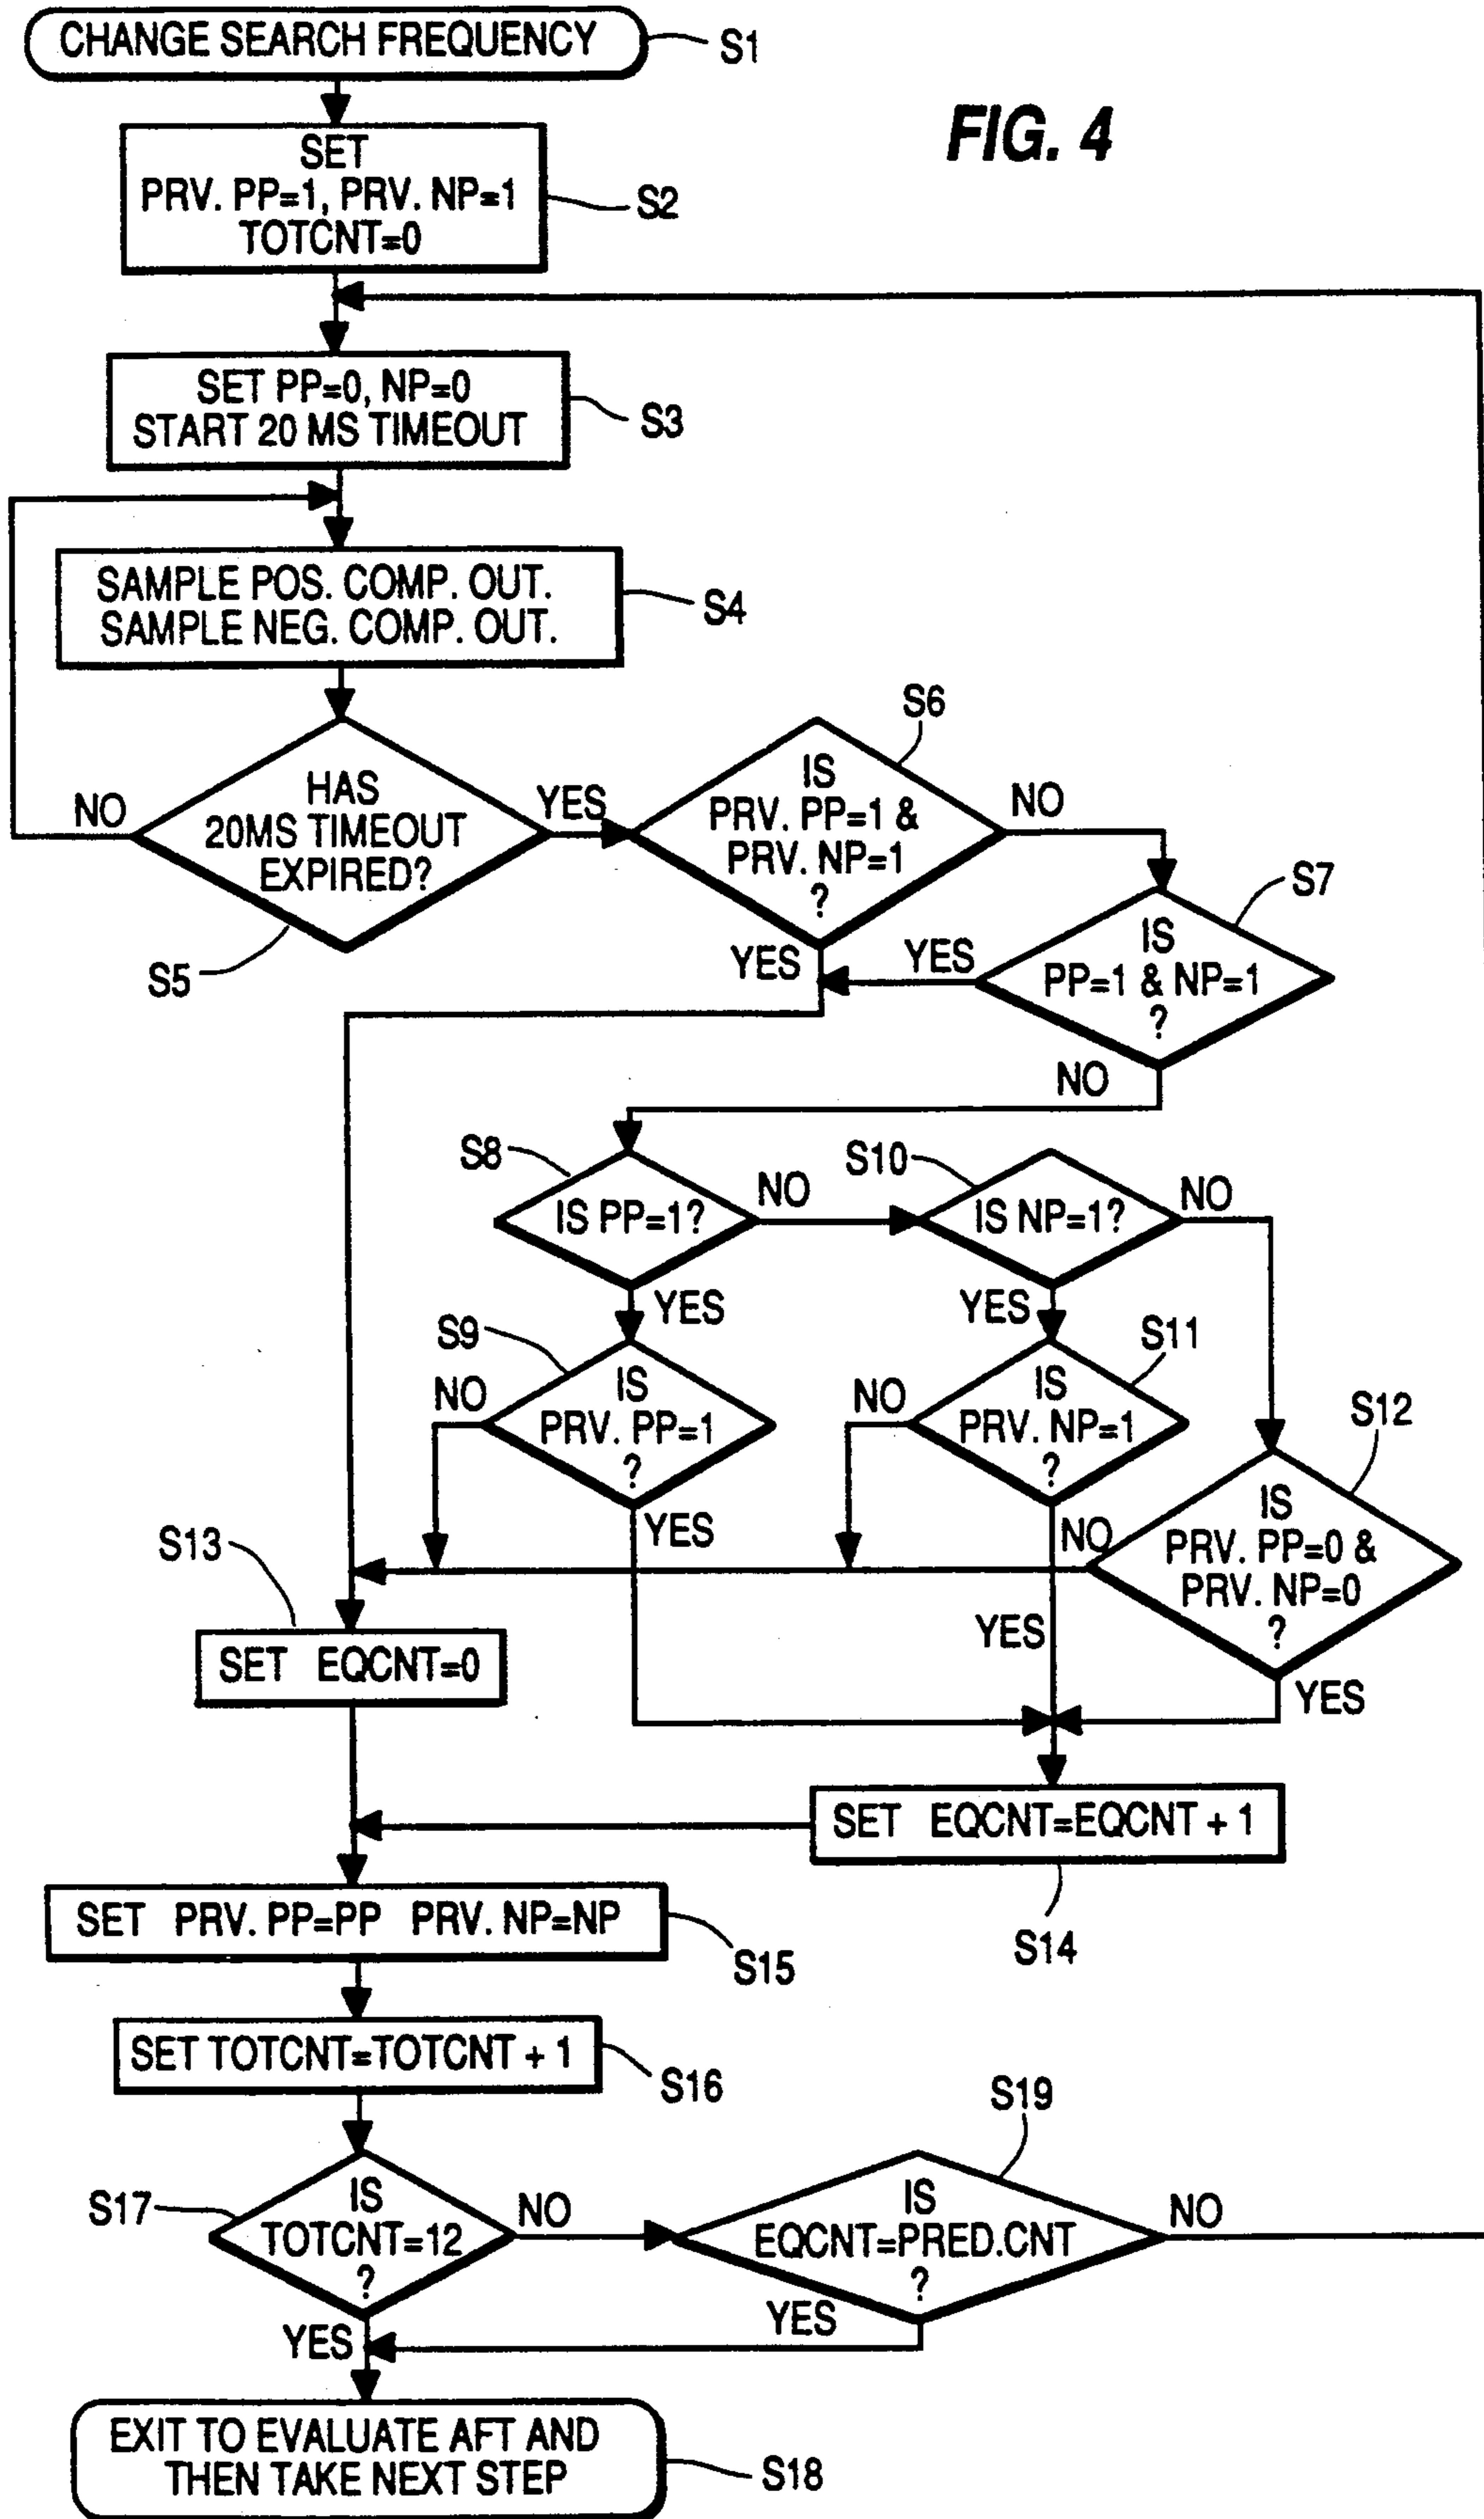 CHANGE SEARCH FREQUENCY
S1
FIG. 4
SET
PRV. PP=1, PRV. NP=1
TOTCNT=0
S2
SET PP=0, NP=0
START 20 MS TIMEOUT
S3
SAMPLE POS. COMP. OUT.
SAMPLE NEG. COMP. OUT.
S4
HAS
20MS TIMEOUT
EXPIRED?
NO
YES
S5
S6
IS
PRV. PP=1 &
PRV. NP=1
?
NO
YES
S7
IS
PP=1 & NP=1
?
YES
NO
S8
IS PP=1?
NO
YES
S10
IS NP=1?
NO
YES
S9
IS
PRV. PP=1
?
NO
YES
S11
IS
PRV. NP=1
?
NO
YES
S12
IS
PRV. PP=0 &
PRV. NP=0
?
NO
YES
S13
SET EQCNT=0
SET EQCNT=EQCNT + 1
S14
SET PRV. PP=PP PRV. NP=NP
S15
SET TOTCNT=TOTCNT + 1
S16
S17
IS
TOTCNT=12
?
NO
YES
S19
IS
EQCNT=PRED.CNT
?
NO
YES
EXIT TO EVALUATE AFT AND
THEN TAKE NEXT STEP
S18